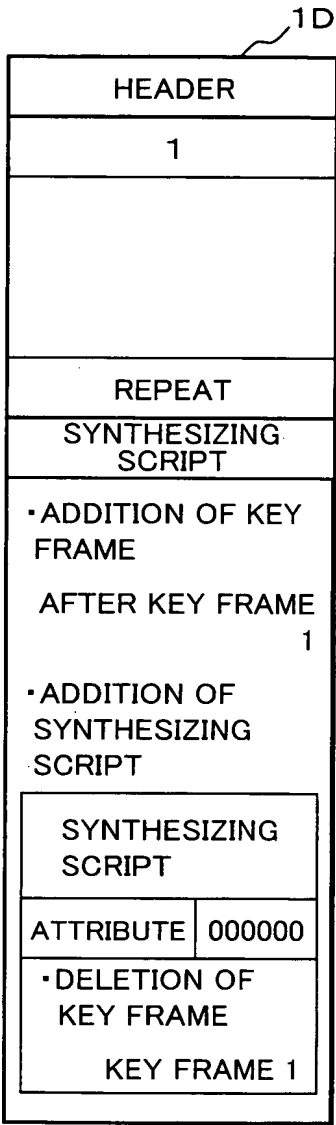 1D
HEADER
1
REPEAT
SYNTHESIZING
SCRIPT
・ADDITION OF KEY
FRAME
AFTER KEY FRAME
1
・ADDITION OF
SYNTHESIZING
SCRIPT
SYNTHESIZING
SCRIPT
ATTRIBUTE 000000
・DELETION OF
KEY FRAME
KEY FRAME 1